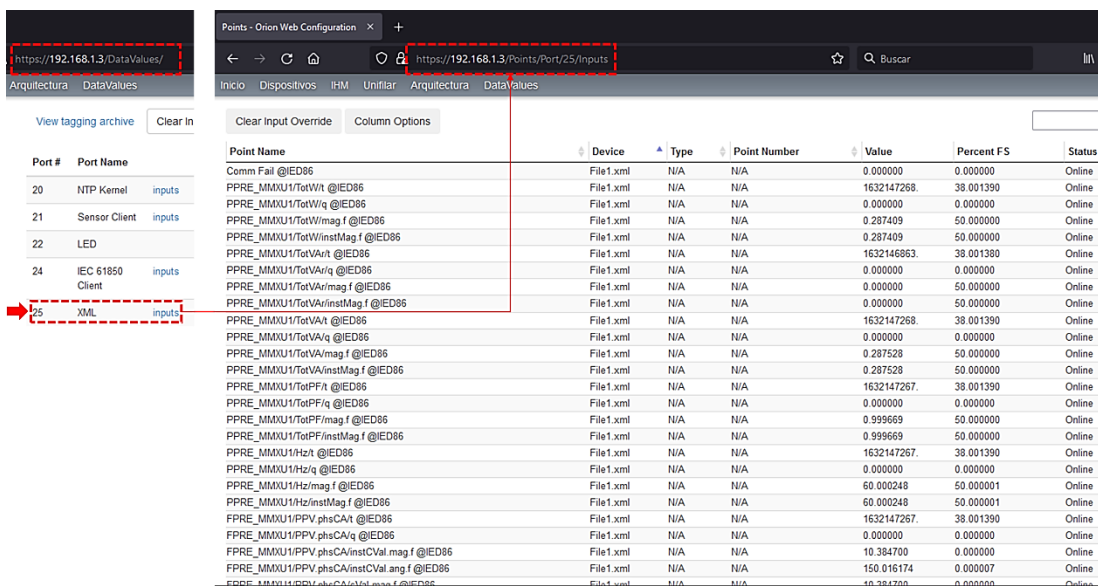 https://192.168.1.3/DataValues/
Arquitectura DataValues
View tagging archive Clear In
Port # Port Name
20 NTP Kernel inputs
21 Sensor Client inputs
22 LED
24 IEC 61850 Client inputs
25 XML inputs
Points - Orion Web Configuration × +
https://192.168.1.3/Points/Port/25/Inputs
Buscar
Inicio Dispositivos IHM Unifilar Arquitectura DataValues
Clear Input Override Column Options
Point Name Device Type Point Number Value Percent FS Status
Comm Fail @IED86 File1.xml N/A N/A 0.000000 0.000000 Online
PPRE_MMXU1/TotW/t @IED86 File1.xml N/A N/A 1632147268. 38.001390 Online
PPRE_MMXU1/TotW/q @IED86 File1.xml N/A N/A 0.000000 0.000000 Online
PPRE_MMXU1/TotW/mag.f @IED86 File1.xml N/A N/A 0.287409 50.000000 Online
PPRE_MMXU1/TotW/instMag.f @IED86 File1.xml N/A N/A 0.287409 50.000000 Online
PPRE_MMXU1/TotVAr/t @IED86 File1.xml N/A N/A 1632146863. 38.001380 Online
PPRE_MMXU1/TotVAr/q @IED86 File1.xml N/A N/A 0.000000 0.000000 Online
PPRE_MMXU1/TotVAr/mag.f @IED86 File1.xml N/A N/A 0.000000 50.000000 Online
PPRE_MMXU1/TotVAr/instMag.f @IED86 File1.xml N/A N/A 0.000000 50.000000 Online
PPRE_MMXU1/TotVA/t @IED86 File1.xml N/A N/A 1632147268. 38.001390 Online
PPRE_MMXU1/TotVA/q @IED86 File1.xml N/A N/A 0.000000 0.000000 Online
PPRE_MMXU1/TotVA/mag.f @IED86 File1.xml N/A N/A 0.287528 50.000000 Online
PPRE_MMXU1/TotVA/instMag.f @IED86 File1.xml N/A N/A 0.287528 50.000000 Online
PPRE_MMXU1/TotPF/t @IED86 File1.xml N/A N/A 1632147267. 38.001390 Online
PPRE_MMXU1/TotPF/q @IED86 File1.xml N/A N/A 0.000000 0.000000 Online
PPRE_MMXU1/TotPF/mag.f @IED86 File1.xml N/A N/A 0.999669 50.000000 Online
PPRE_MMXU1/TotPF/instMag.f @IED86 File1.xml N/A N/A 0.999669 50.000000 Online
PPRE_MMXU1/Hz/t @IED86 File1.xml N/A N/A 1632147267. 38.001390 Online
PPRE_MMXU1/Hz/q @IED86 File1.xml N/A N/A 0.000000 0.000000 Online
PPRE_MMXU1/Hz/mag.f @IED86 File1.xml N/A N/A 60.000248 50.000001 Online
PPRE_MMXU1/Hz/instMag.f @IED86 File1.xml N/A N/A 60.000248 50.000001 Online
FPRE_MMXU1/PPV.phsCA/t @IED86 File1.xml N/A N/A 1632147267. 38.001390 Online
FPRE_MMXU1/PPV.phsCA/q @IED86 File1.xml N/A N/A 0.000000 0.000000 Online
FPRE_MMXU1/PPV.phsCA/instCVal.mag.f @IED86 File1.xml N/A N/A 10.384700 0.000000 Online
FPRE_MMXU1/PPV.phsCA/instCVal.ang.f @IED86 File1.xml N/A N/A 150.016174 0.000007 Online
FPRE_MMXU1/PPV.phsCA/cVal.mag.f @IED86 File1.xml N/A N/A 10.384700 0.000000 Online